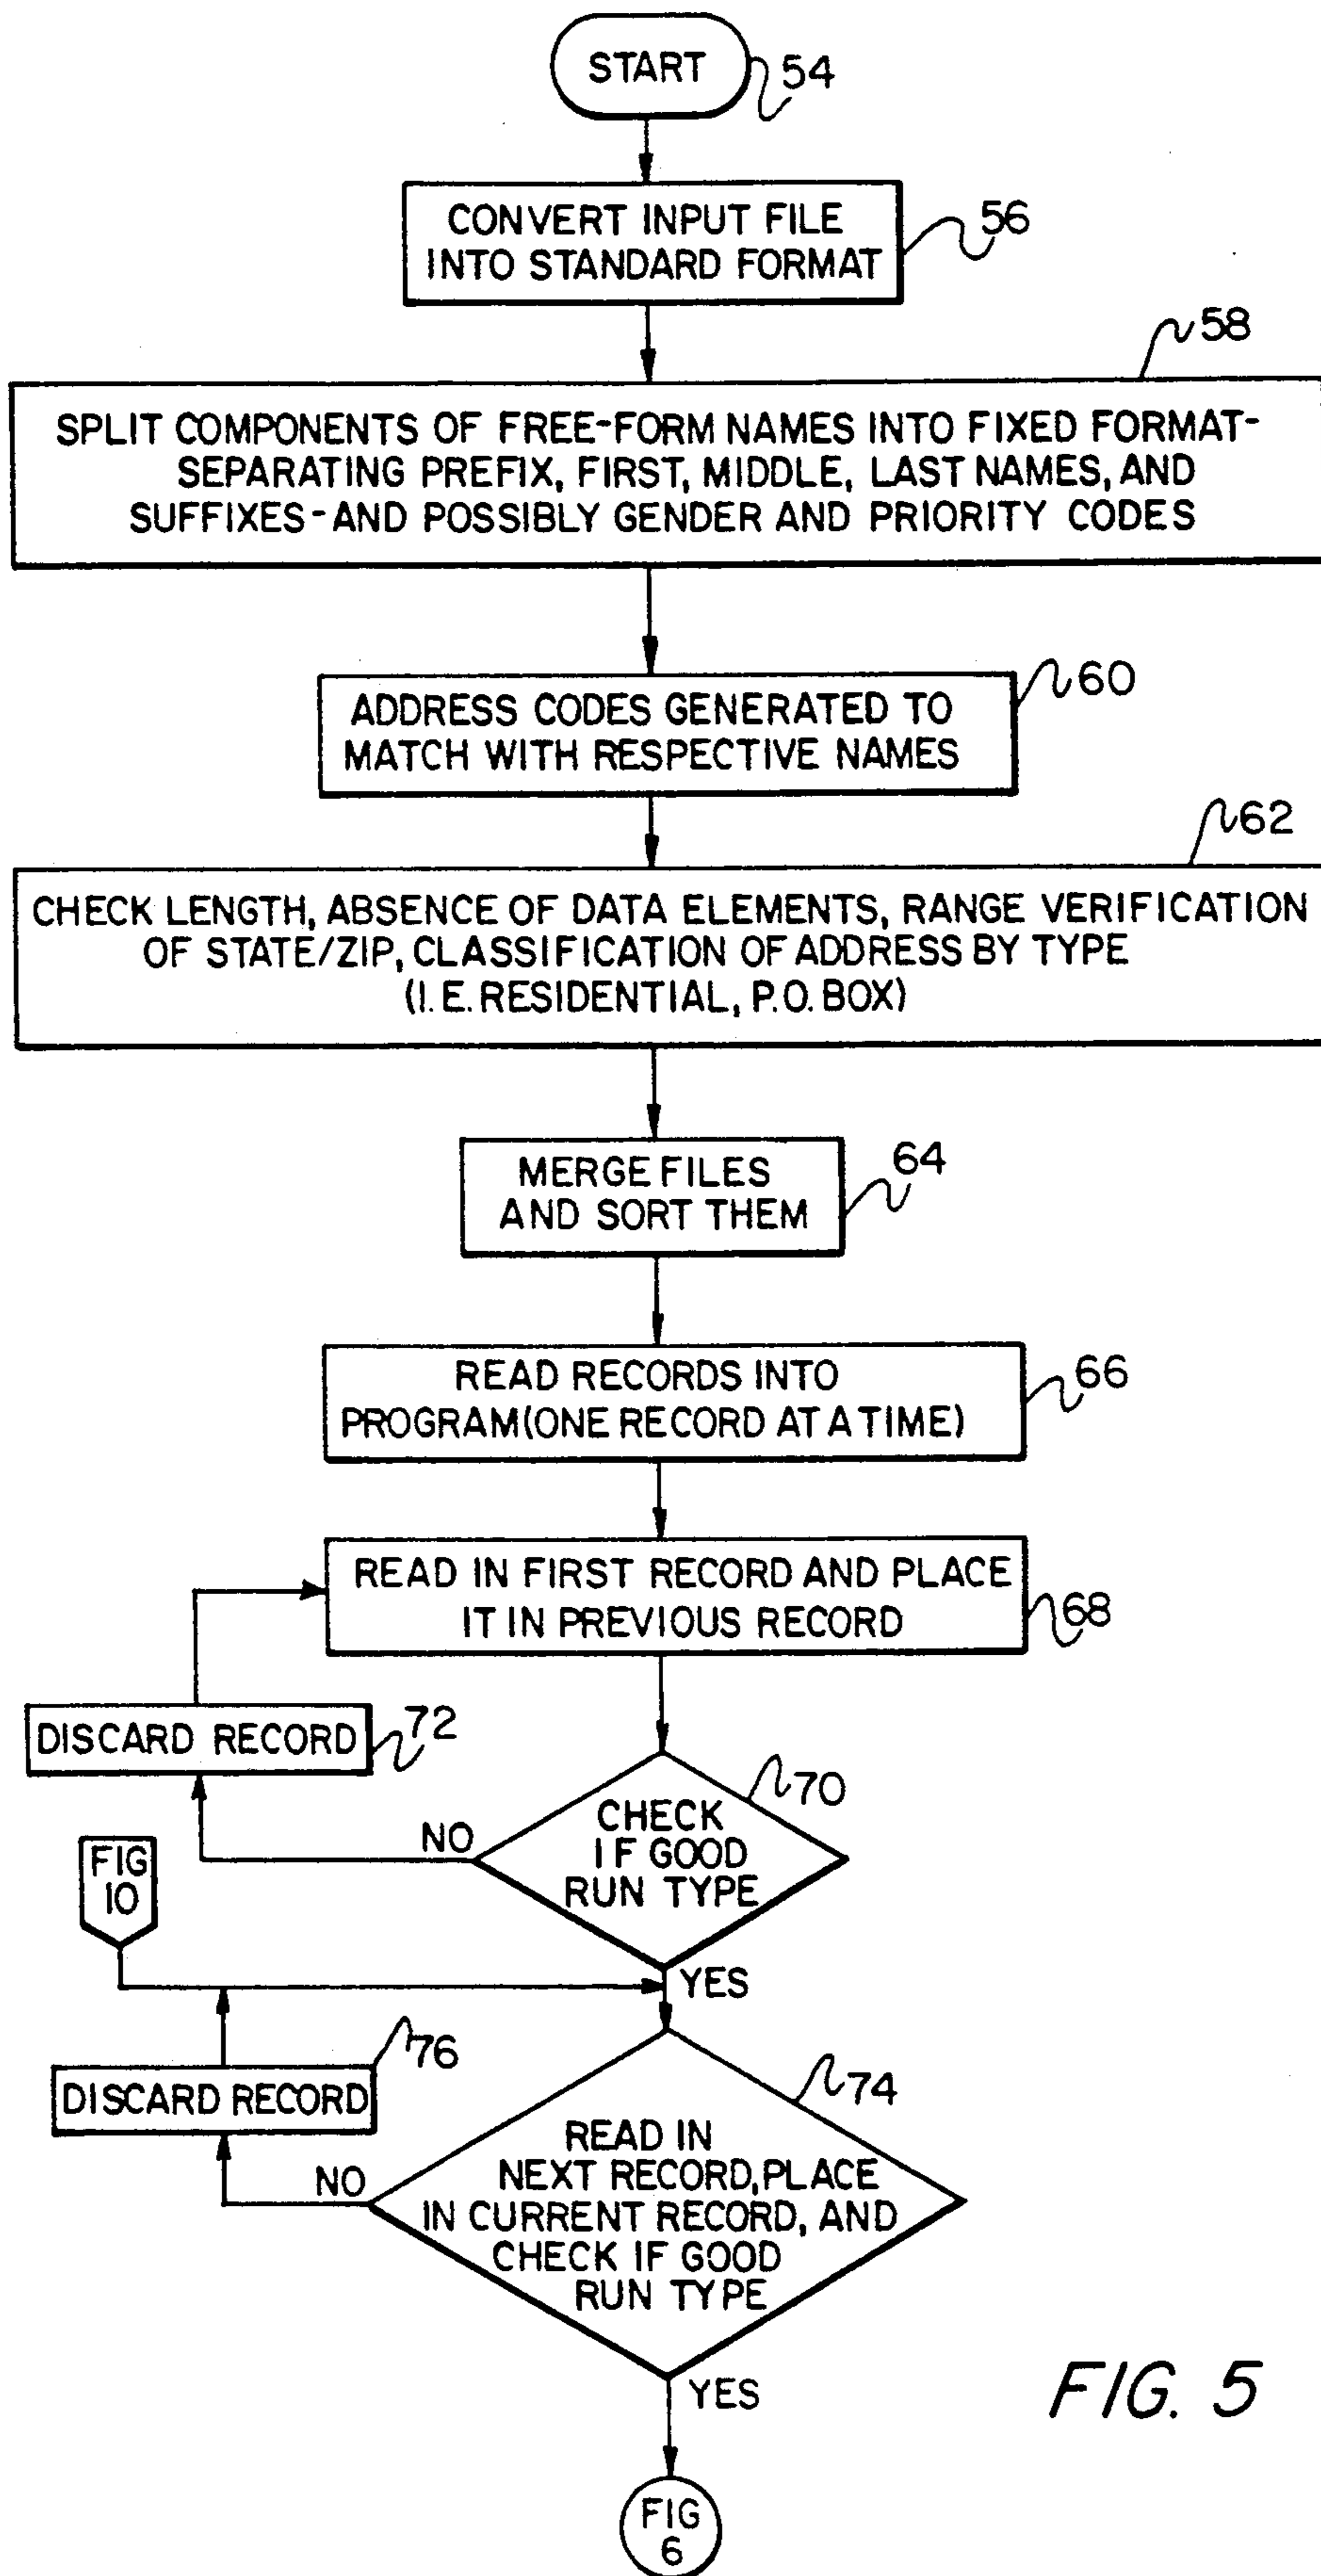 START
54
CONVERT INPUT FILE
INTO STANDARD FORMAT
56
58
SPLIT COMPONENTS OF FREE-FORM NAMES INTO FIXED FORMAT-
SEPARATING PREFIX, FIRST, MIDDLE, LAST NAMES, AND
SUFFIXES-AND POSSIBLY GENDER AND PRIORITY CODES
60
ADDRESS CODES GENERATED TO
MATCH WITH RESPECTIVE NAMES
62
CHECK LENGTH, ABSENCE OF DATA ELEMENTS, RANGE VERIFICATION
OF STATE/ZIP, CLASSIFICATION OF ADDRESS BY TYPE
(I.E. RESIDENTIAL, P.O. BOX)
MERGE FILES
AND SORT THEM
64
READ RECORDS INTO
PROGRAM (ONE RECORD AT A TIME)
66
READ IN FIRST RECORD AND PLACE
IT IN PREVIOUS RECORD
68
DISCARD RECORD
72
70
CHECK
IF GOOD
RUN TYPE
NO
FIG
10
YES
76
DISCARD RECORD
74
READ IN
NEXT RECORD, PLACE
IN CURRENT RECORD, AND
CHECK IF GOOD
RUN TYPE
NO
YES
FIG. 5
FIG
6